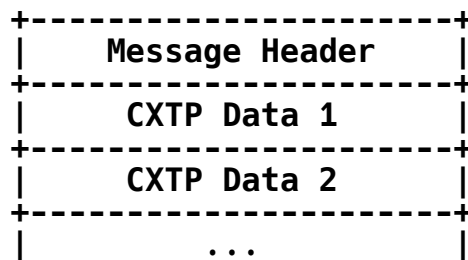 +-----------------------+
|     Message Header    |
+-----------------------+
|      CXTP Data 1      |
+-----------------------+
|      CXTP Data 2      |
+-----------------------+
|          ...          |